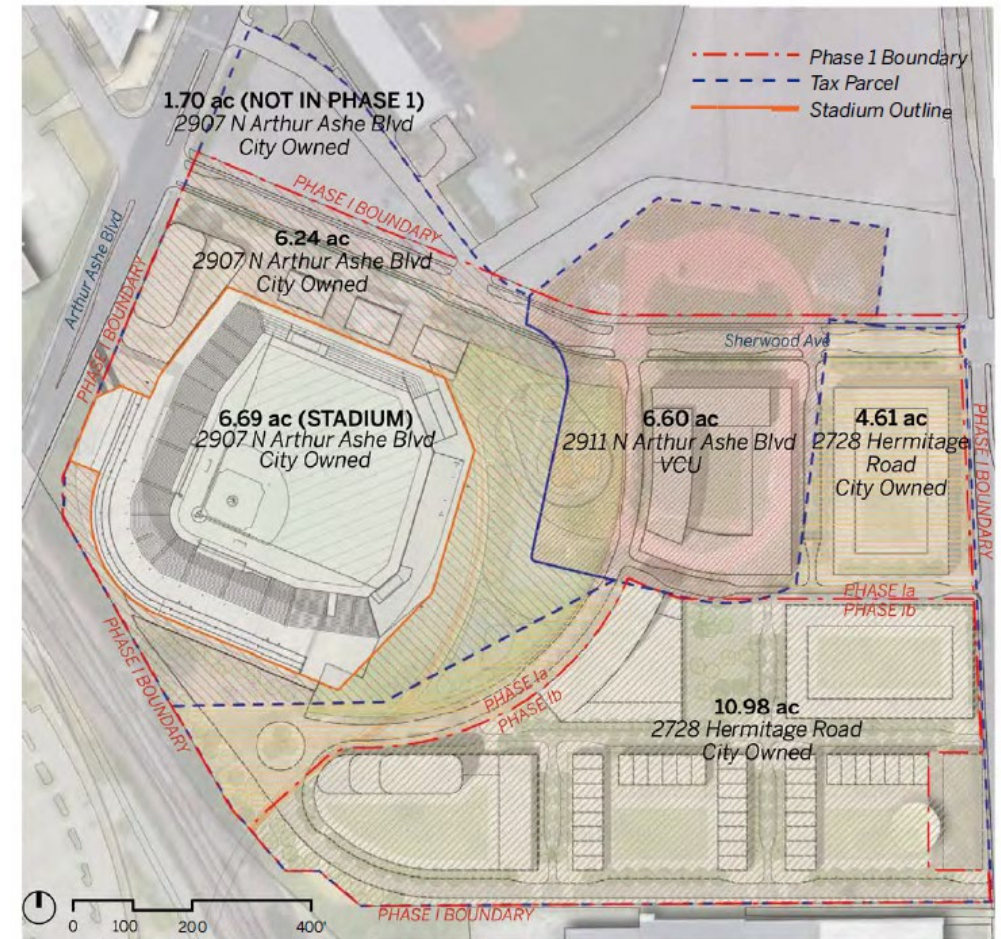 Phase 1 Boundary
Tax Parcel
Stadium Outline
1.70 ac (NOT IN PHASE 1)
2907 N Arthur Ashe Blvd
City Owned
PHASE I BOUNDARY
6.24 ac
2907 N Arthur Ashe Blvd
City Owned
Arthur Ashe Blvd
PHASE I BOUNDARY
Sherwood Ave
6.69 ac (STADIUM)
2907 N Arthur Ashe Blvd
City Owned
6.60 ac
2911 N Arthur Ashe Blvd
VCU
4.61 ac
2728 Hermitage
Road
City Owned
PHASE I BOUNDARY
PHASE Ia
PHASE Ib
PHASE I BOUNDARY
PHASE Ia
PHASE Ib
10.98 ac
2728 Hermitage Road
City Owned
0 100 200 400'
PHASE I BOUNDARY